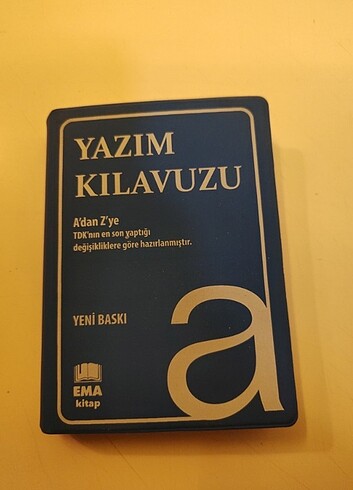 YAZIM
KILAVUZU
A'dan Z'ye
TDK'nın en son yaptığı
değişikliklere göre hazırlanmıştır.
YENİ BASKI
a
EMA
kitap